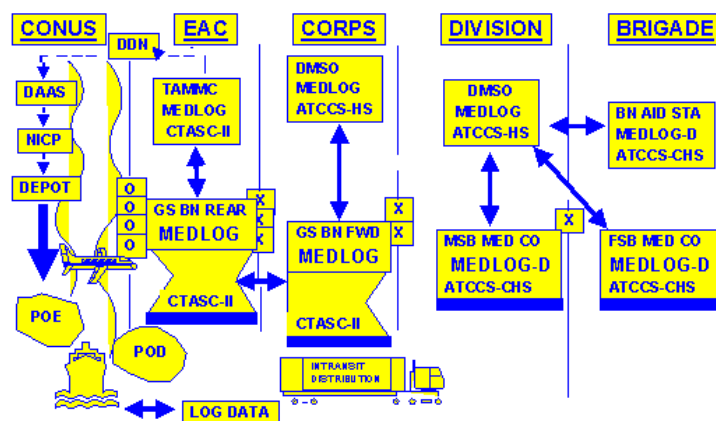 CONUS
EAC
CORPS
DIVISION
BRIGADE
DDN
DAAS
NICP
DEPOT
POE
POD
LOG DATA
TAMMC
MEDLOG
CTASC-II
O
O
O
O
X
X
X
GS BN REAR
MEDLOG
CTASC-II
DMSO
MEDLOG
ATCCS-HS
X
X
GS BN FWD
MEDLOG
CTASC-II
INTRANSIT
DISTRIBUTION
DMSO
MEDLOG
ATCCS-HS
MSB MED CO
MEDLOG-D
ATCCS-CHS
X
BN AID STA
MEDLOG-D
ATCCS-CHS
FSB MED CO
MEDLOG-D
ATCCS-CHS